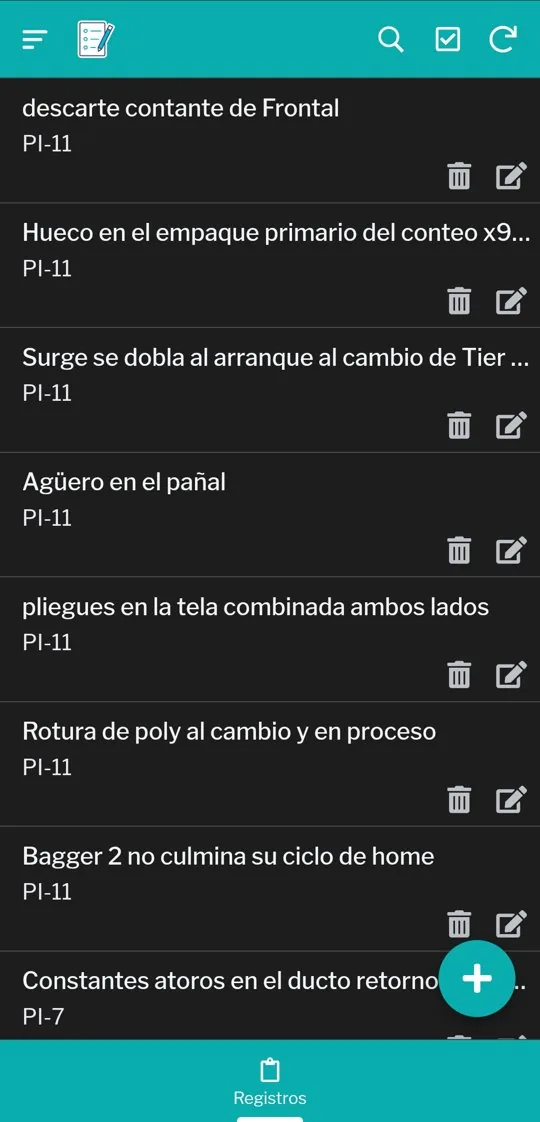 descarte contante de Frontal
PI-11
Hueco en el empaque primario del conteo x9...
PI-11
Surge se dobla al arranque al cambio de Tier ...
PI-11
Agüero en el pañal
PI-11
pliegues en la tela combinada ambos lados
PI-11
Rotura de poly al cambio y en proceso
PI-11
Bagger 2 no culmina su ciclo de home
PI-11
Constantes atoros en el ducto retorno
PI-7
Registros